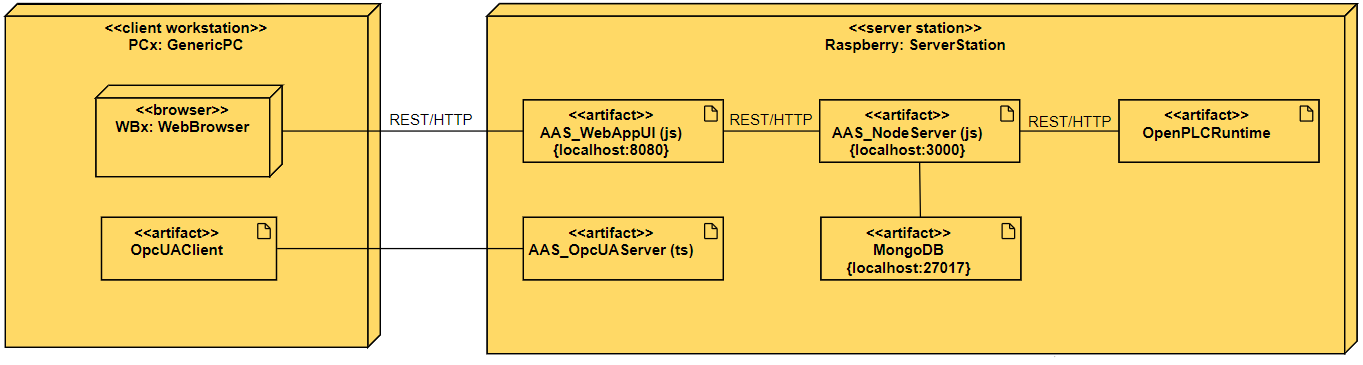 <<client workstation>>
PCx: GenericPC
<<browser>>
WBx: WebBrowser
<<artifact>>
OpcUAClient
REST/HTTP
<<server station>>
Raspberry: ServerStation
<<artifact>>
AAS_WebAppUI (js)
{localhost:8080}
REST/HTTP
<<artifact>>
AAS_NodeServer (js)
{localhost:3000}
REST/HTTP
<<artifact>>
OpenPLCRuntime
<<artifact>>
AAS_OpcUAServer (ts)
<<artifact>>
MongoDB
{localhost:27017}